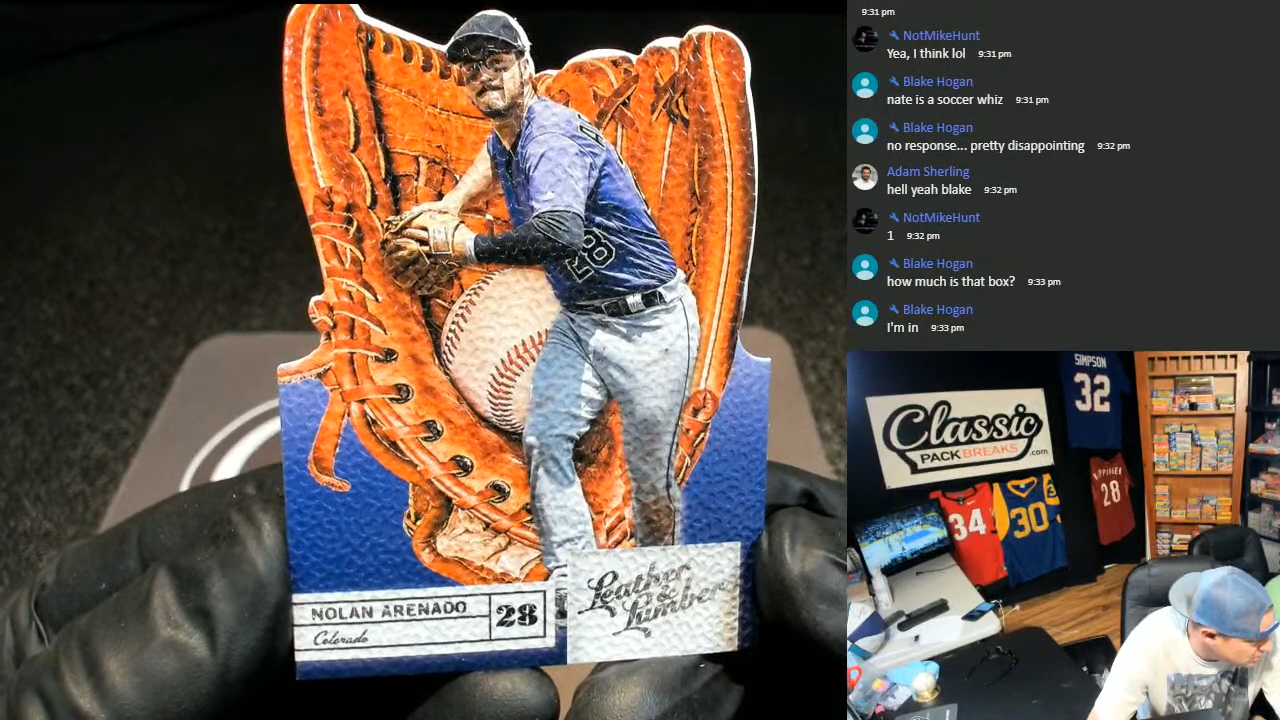 9:31 pm
NotMikeHunt
Yea, I think lol 9:31 pm
Blake Hogan
nate is a soccer whiz 9:31 pm
Blake Hogan
no response... pretty disappointing 9:32 pm
Adam Sherling
hell yeah blake 9:32 pm
NotMikeHunt
1 9:32 pm
Blake Hogan
how much is that box? 9:33 pm
Blake Hogan
I'm in 9:33 pm
28
NOLAN ARENADO 28
Colorado
Leather
&
Lumber
SIMPSON
32
Classic
PACK BREAKS .com
34
30
28